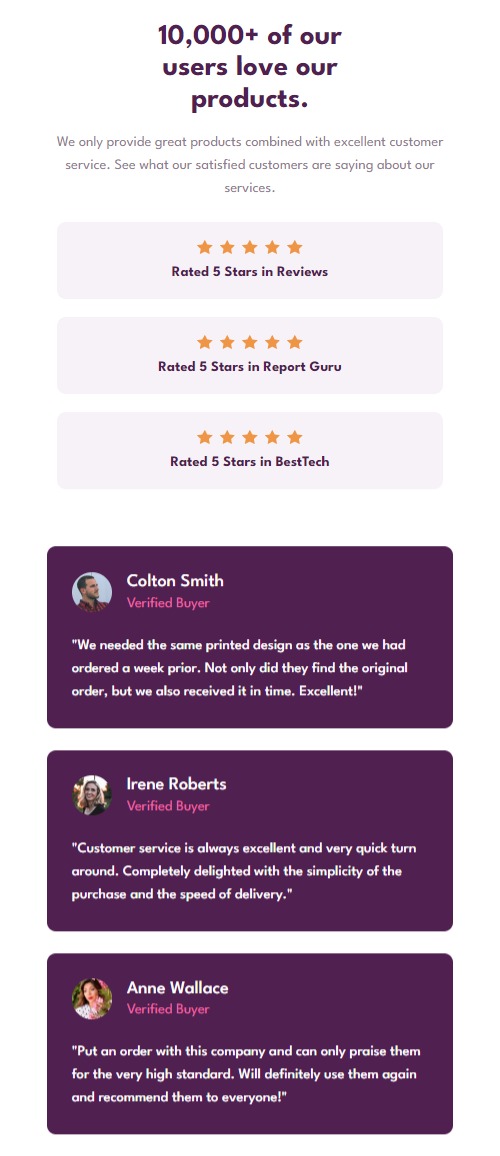 10,000+ of our
users love our
products.
We only provide great products combined with excellent customer
service. See what our satisfied customers are saying about our
services.
Rated 5 Stars in Reviews
Rated 5 Stars in Report Guru
Rated 5 Stars in BestTech
Colton Smith
Verified Buyer
"We needed the same printed design as the one we had
ordered a week prior. Not only did they find the original
order, but we also received it in time. Excellent!"
Irene Roberts
Verified Buyer
"Customer service is always excellent and very quick turn
around. Completely delighted with the simplicity of the
purchase and the speed of delivery."
Anne Wallace
Verified Buyer
"Put an order with this company and can only praise them
for the very high standard. Will definitely use them again
and recommend them to everyone!"